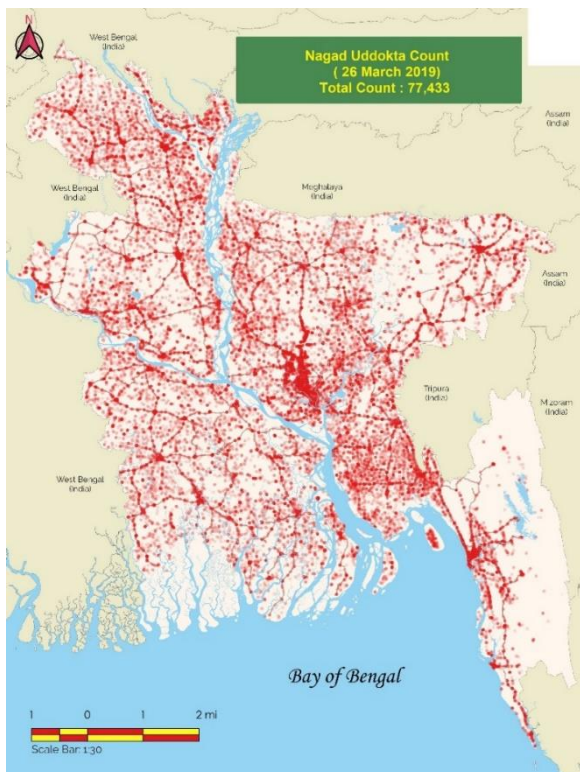 N
West Bengal
(India)
Nagad Uddokta Count
( 26 March 2019)
Total Count : 77,433
Assam
(India)
West Bengal
(India)
Meghalaya
(India)
Assam
(India)
Tripura
(India)
Mizoram
(India)
West Bengal
(India)
Bay of Bengal
1 0 1 2 mi
Scale Bar: 1:30